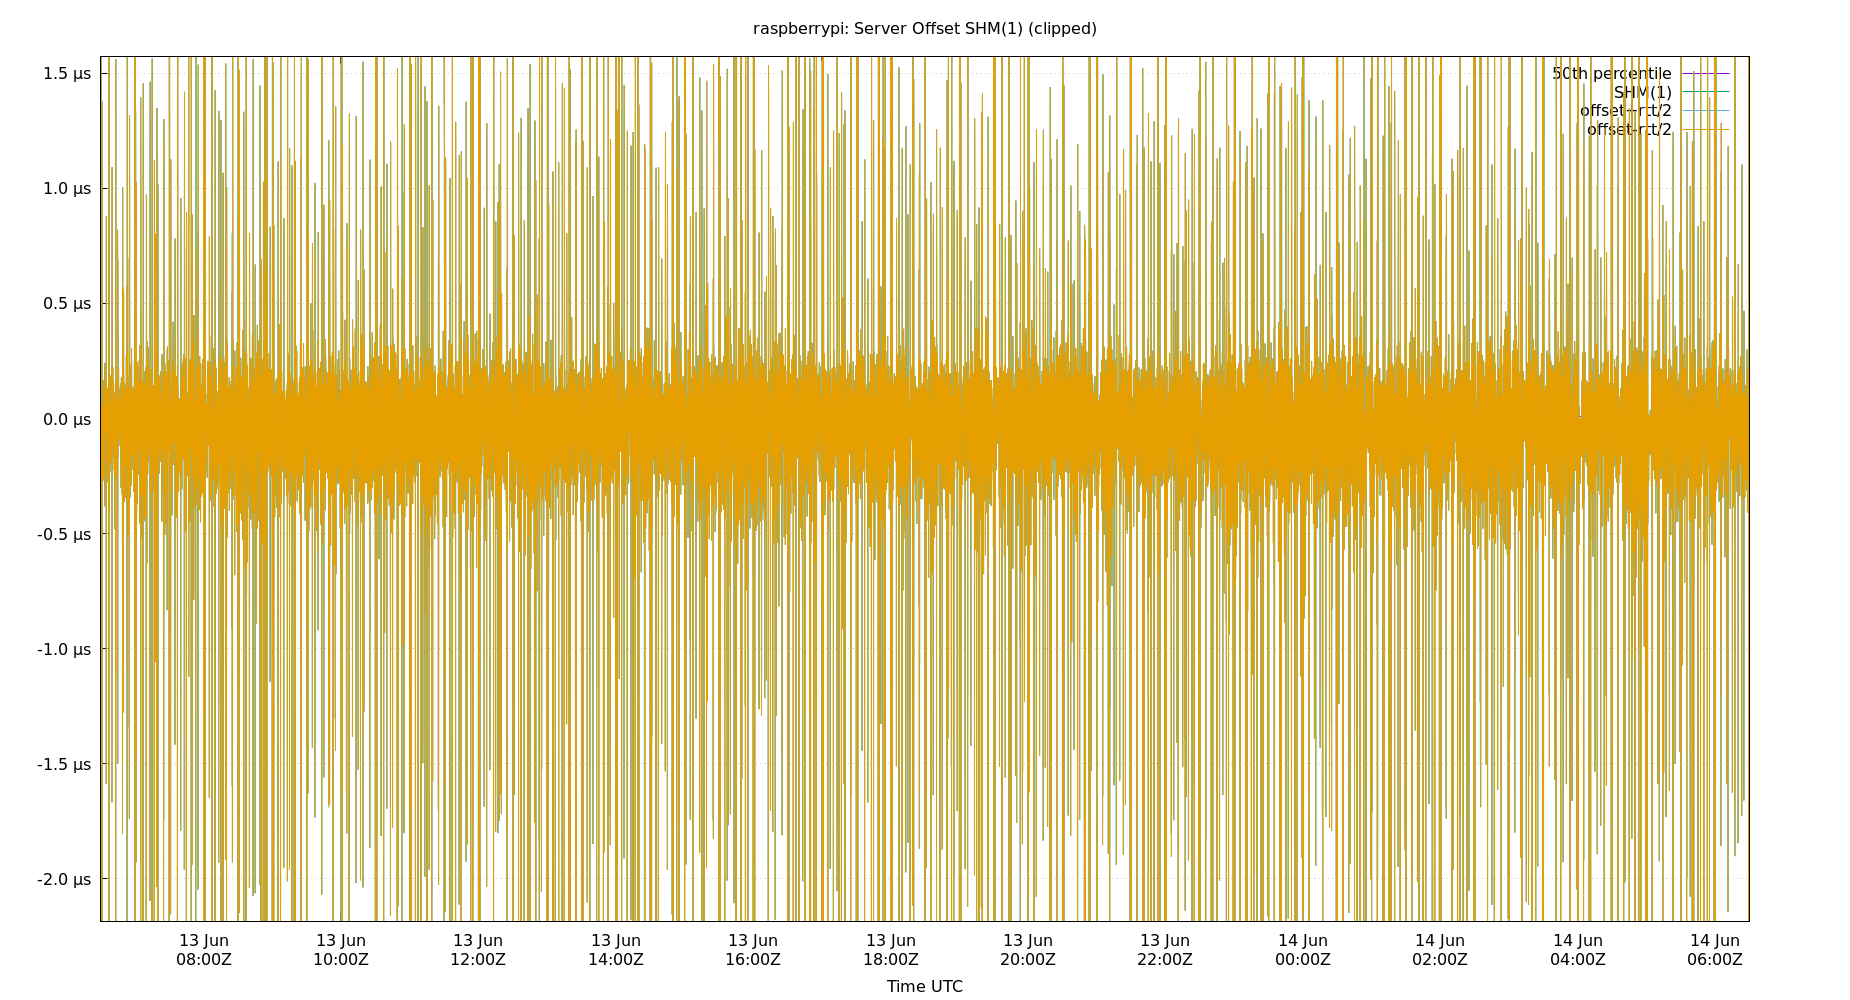 raspberrypi: Server Offset SHM(1) (clipped)
1.5 μs
1.0 μs
0.5 μs
0.0 μs
-0.5 μs
-1.0 μs
-1.5 μs
-2.0 μs
50th percentile
SHM(1)
offset+rtt/2
offset-rtt/2
13 Jun 13 Jun 13 Jun 13 Jun 13 Jun 13 Jun 13 Jun 13 Jun 14 Jun 14 Jun 14 Jun 14 Jun
08:00Z 10:00Z 12:00Z 14:00Z 16:00Z 18:00Z 20:00Z 22:00Z 00:00Z 02:00Z 04:00Z 06:00Z
Time UTC